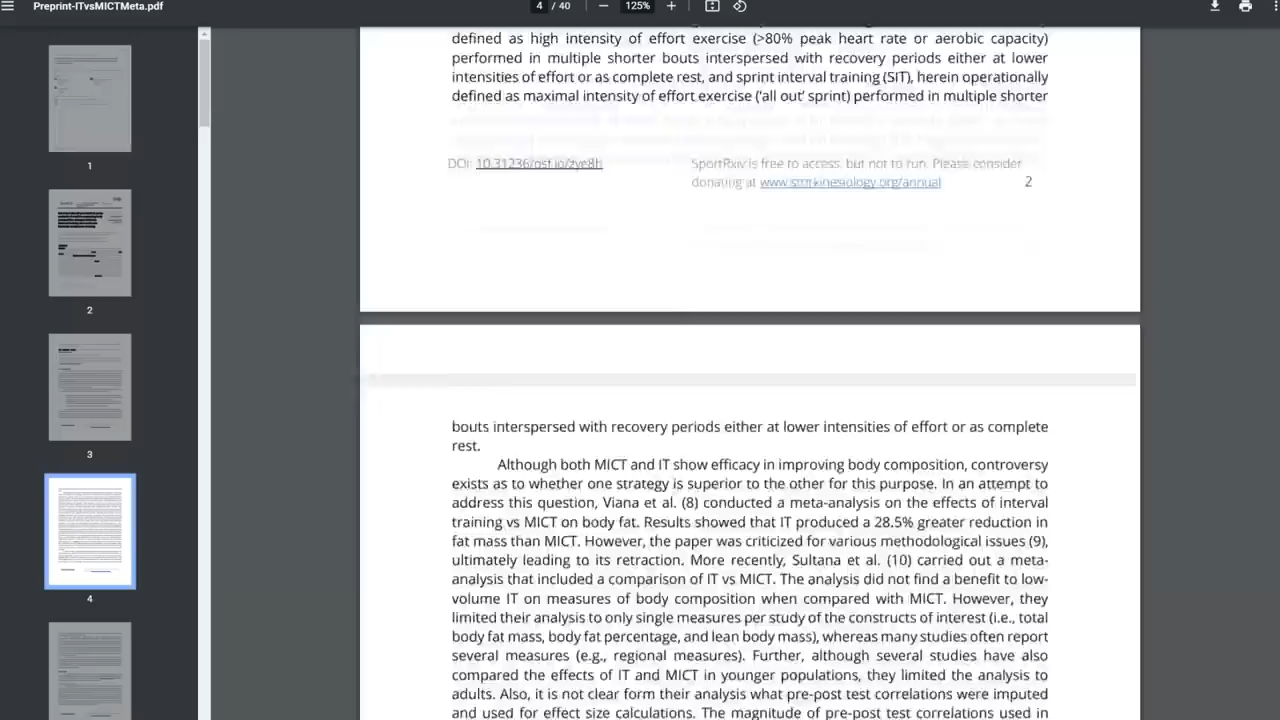 Preprint-ITvsMICTMeta.pdf
4 / 40
125%
1
2
3
4
defined as high intensity of effort exercise (>80% peak heart rate or aerobic capacity)
performed in multiple shorter bouts interspersed with recovery periods either at lower
intensities of effort or as complete rest, and sprint interval training (SIT), herein operationally
defined as maximal intensity of effort exercise (‘all out’ sprint) performed in multiple shorter
DOI: 10.31236/osf.io/zye8h
SportRxiv is free to access, but not to run. Please consider
donating at www.storkinesiology.org/annual
2
bouts interspersed with recovery periods either at lower intensities of effort or as complete
rest.
Although both MICT and IT show efficacy in improving body composition, controversy
exists as to whether one strategy is superior to the other for this purpose. In an attempt to
address this question, Viana et al. (8) conducted a meta-analysis on the effects of interval
training vs MICT on body fat. Results showed that IT produced a 28.5% greater reduction in
fat mass than MICT. However, the paper was criticized for various methodological issues (9),
ultimately leading to its retraction. More recently, Sultana et al. (10) carried out a meta-
analysis that included a comparison of IT vs MICT. The analysis did not find a benefit to low-
volume IT on measures of body composition when compared with MICT. However, they
limited their analysis to only single measures per study of the constructs of interest (i.e., total
body fat mass, body fat percentage, and lean body mass), whereas many studies often report
several measures (e.g., regional measures). Further, although several studies have also
compared the effects of IT and MICT in younger populations, they limited the analysis to
adults. Also, it is not clear form their analysis what pre-post test correlations were imputed
and used for effect size calculations. The magnitude of pre-post test correlations used in